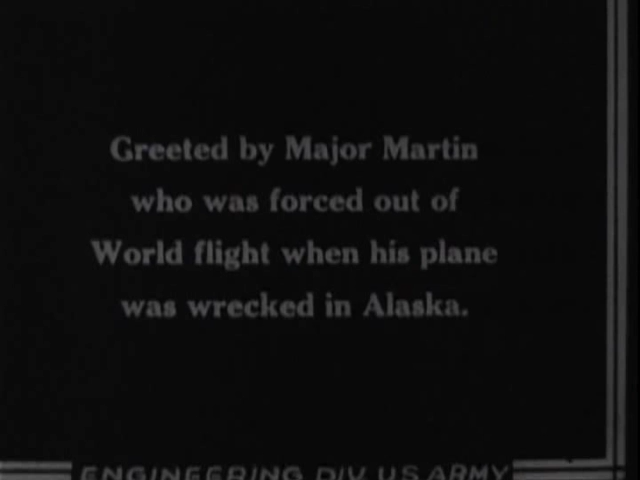 Greeted by Major Martin
who was forced out of
World flight when his plane
was wrecked in Alaska.
ENGINEERING DIV. U.S. ARMY